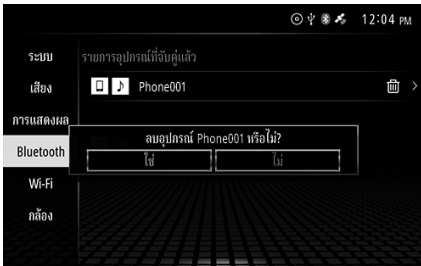 12:04 PM
ระบบ
รายการอุปกรณ์ที่จับคู่แล้ว
เสียง
Phone001
การแสดงผล
ลบอุปกรณ์ Phone001 หรือไม่?
Bluetooth
ใช่
ไม่
Wi-Fi
กล้อง